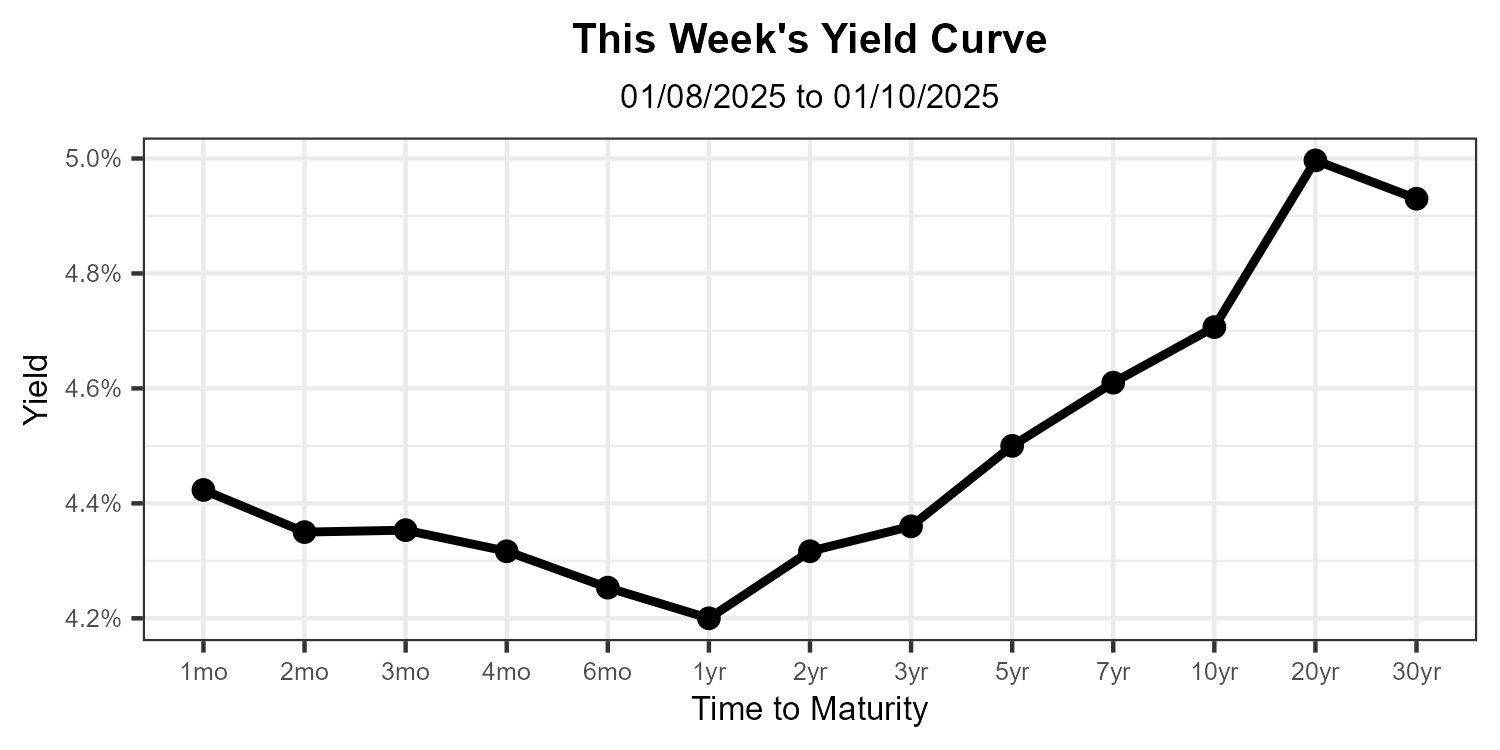 This Week's Yield Curve
01/08/2025 to 01/10/2025
Yield
5.0%
4.8%
4.6%
4.4%
4.2%
1mo 2mo 3mo 4mo 6mo 1yr 2yr 3yr 5yr 7yr 10yr 20yr 30yr
Time to Maturity